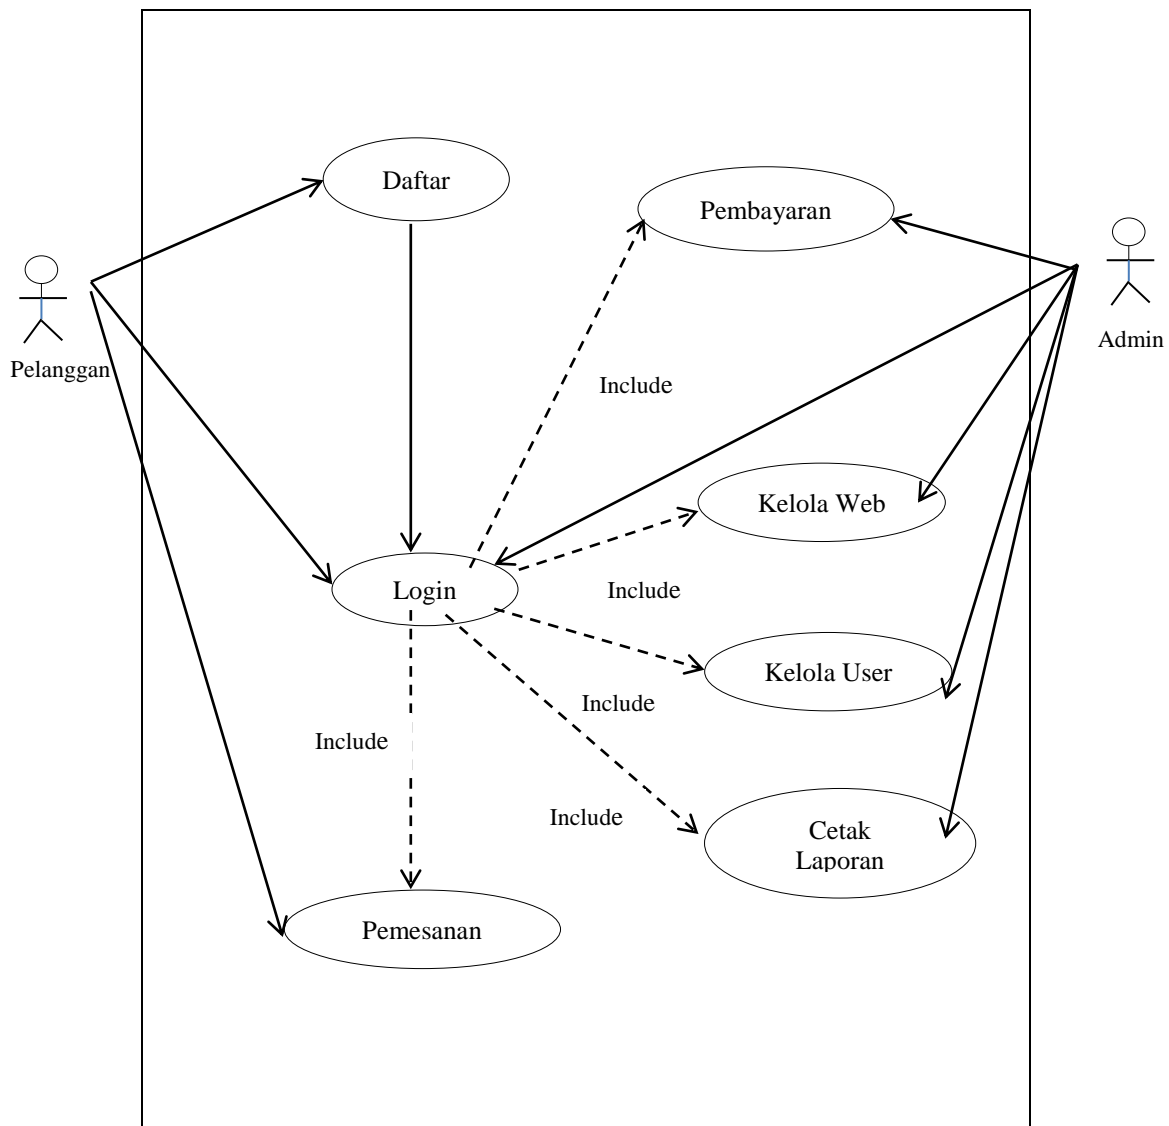 Daftar
Pembayaran
Pelanggan
Admin
Include
Kelola Web
Login
Include
Kelola User
Include
Include
Include
Cetak
Laporan
Pemesanan